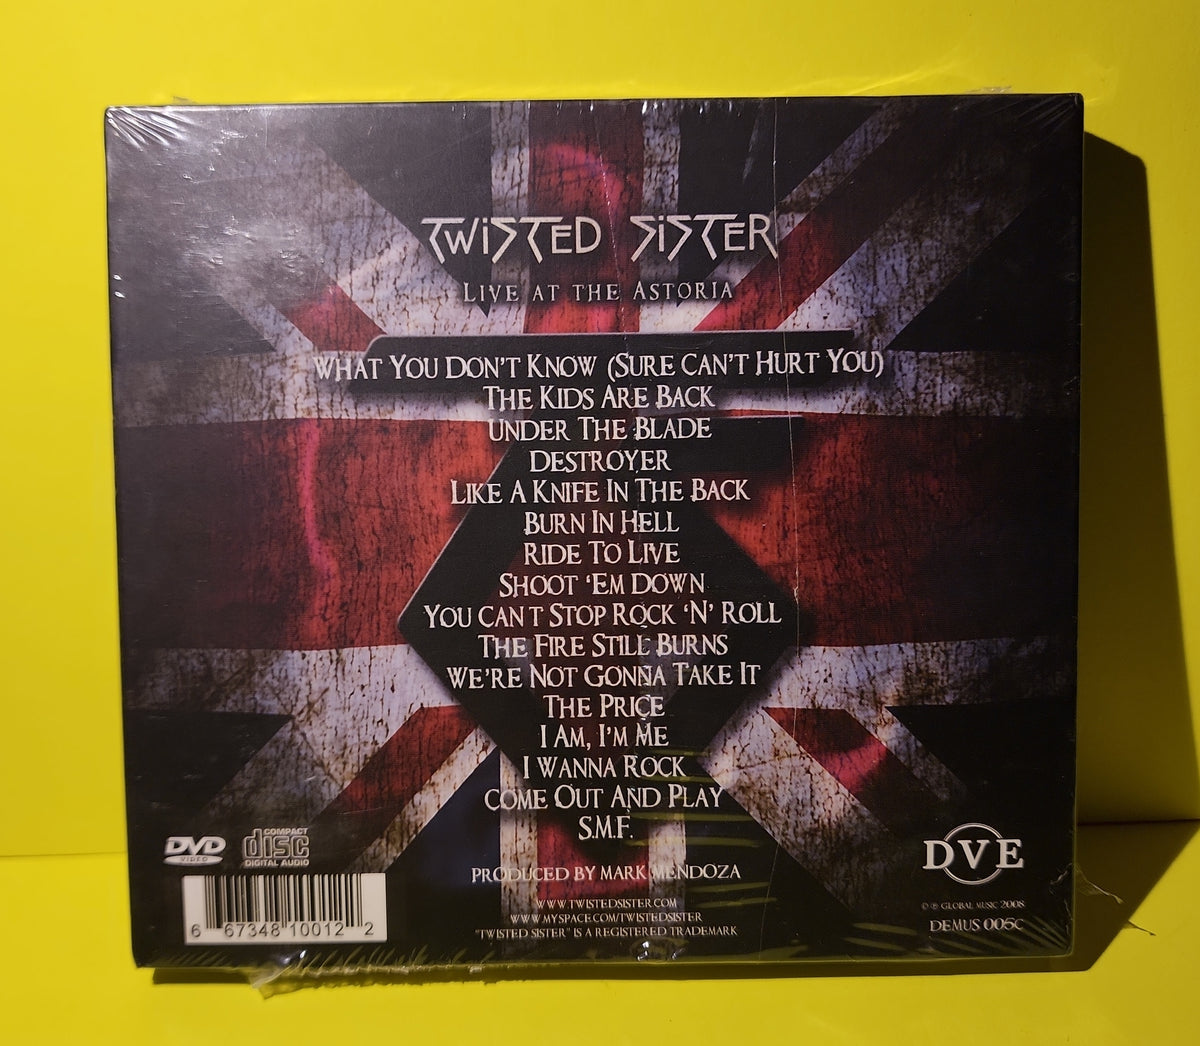 TWISTED SISTER
LIVE AT THE ASTORIA
WHAT YOU DON'T KNOW (SURE CAN'T HURT YOU)
THE KIDS ARE BACK
UNDER THE BLADE
DESTROYER
LIKE A KNIFE IN THE BACK
BURN IN HELL
RIDE TO LIVE
SHOOT 'EM DOWN
YOU CAN'T STOP ROCK 'N' ROLL
THE FIRE STILL BURNS
WE'RE NOT GONNA TAKE IT
THE PRICE
I AM, I'M ME
I WANNA ROCK
COME OUT AND PLAY
S.M.F.
PRODUCED BY MARK MENDOZA
WWW.TWISTEDSISTER.COM
WWW.MYSPACE.COM/TWISTEDSISTER
"TWISTED SISTER" IS A REGISTERED TRADEMARK
DVD
VIDEO
COMPACT
disc
DIGITAL AUDIO
6 67348 10012 2
DVE
© ℗ GLOBAL MUSIC 2008
DEMUS 005C